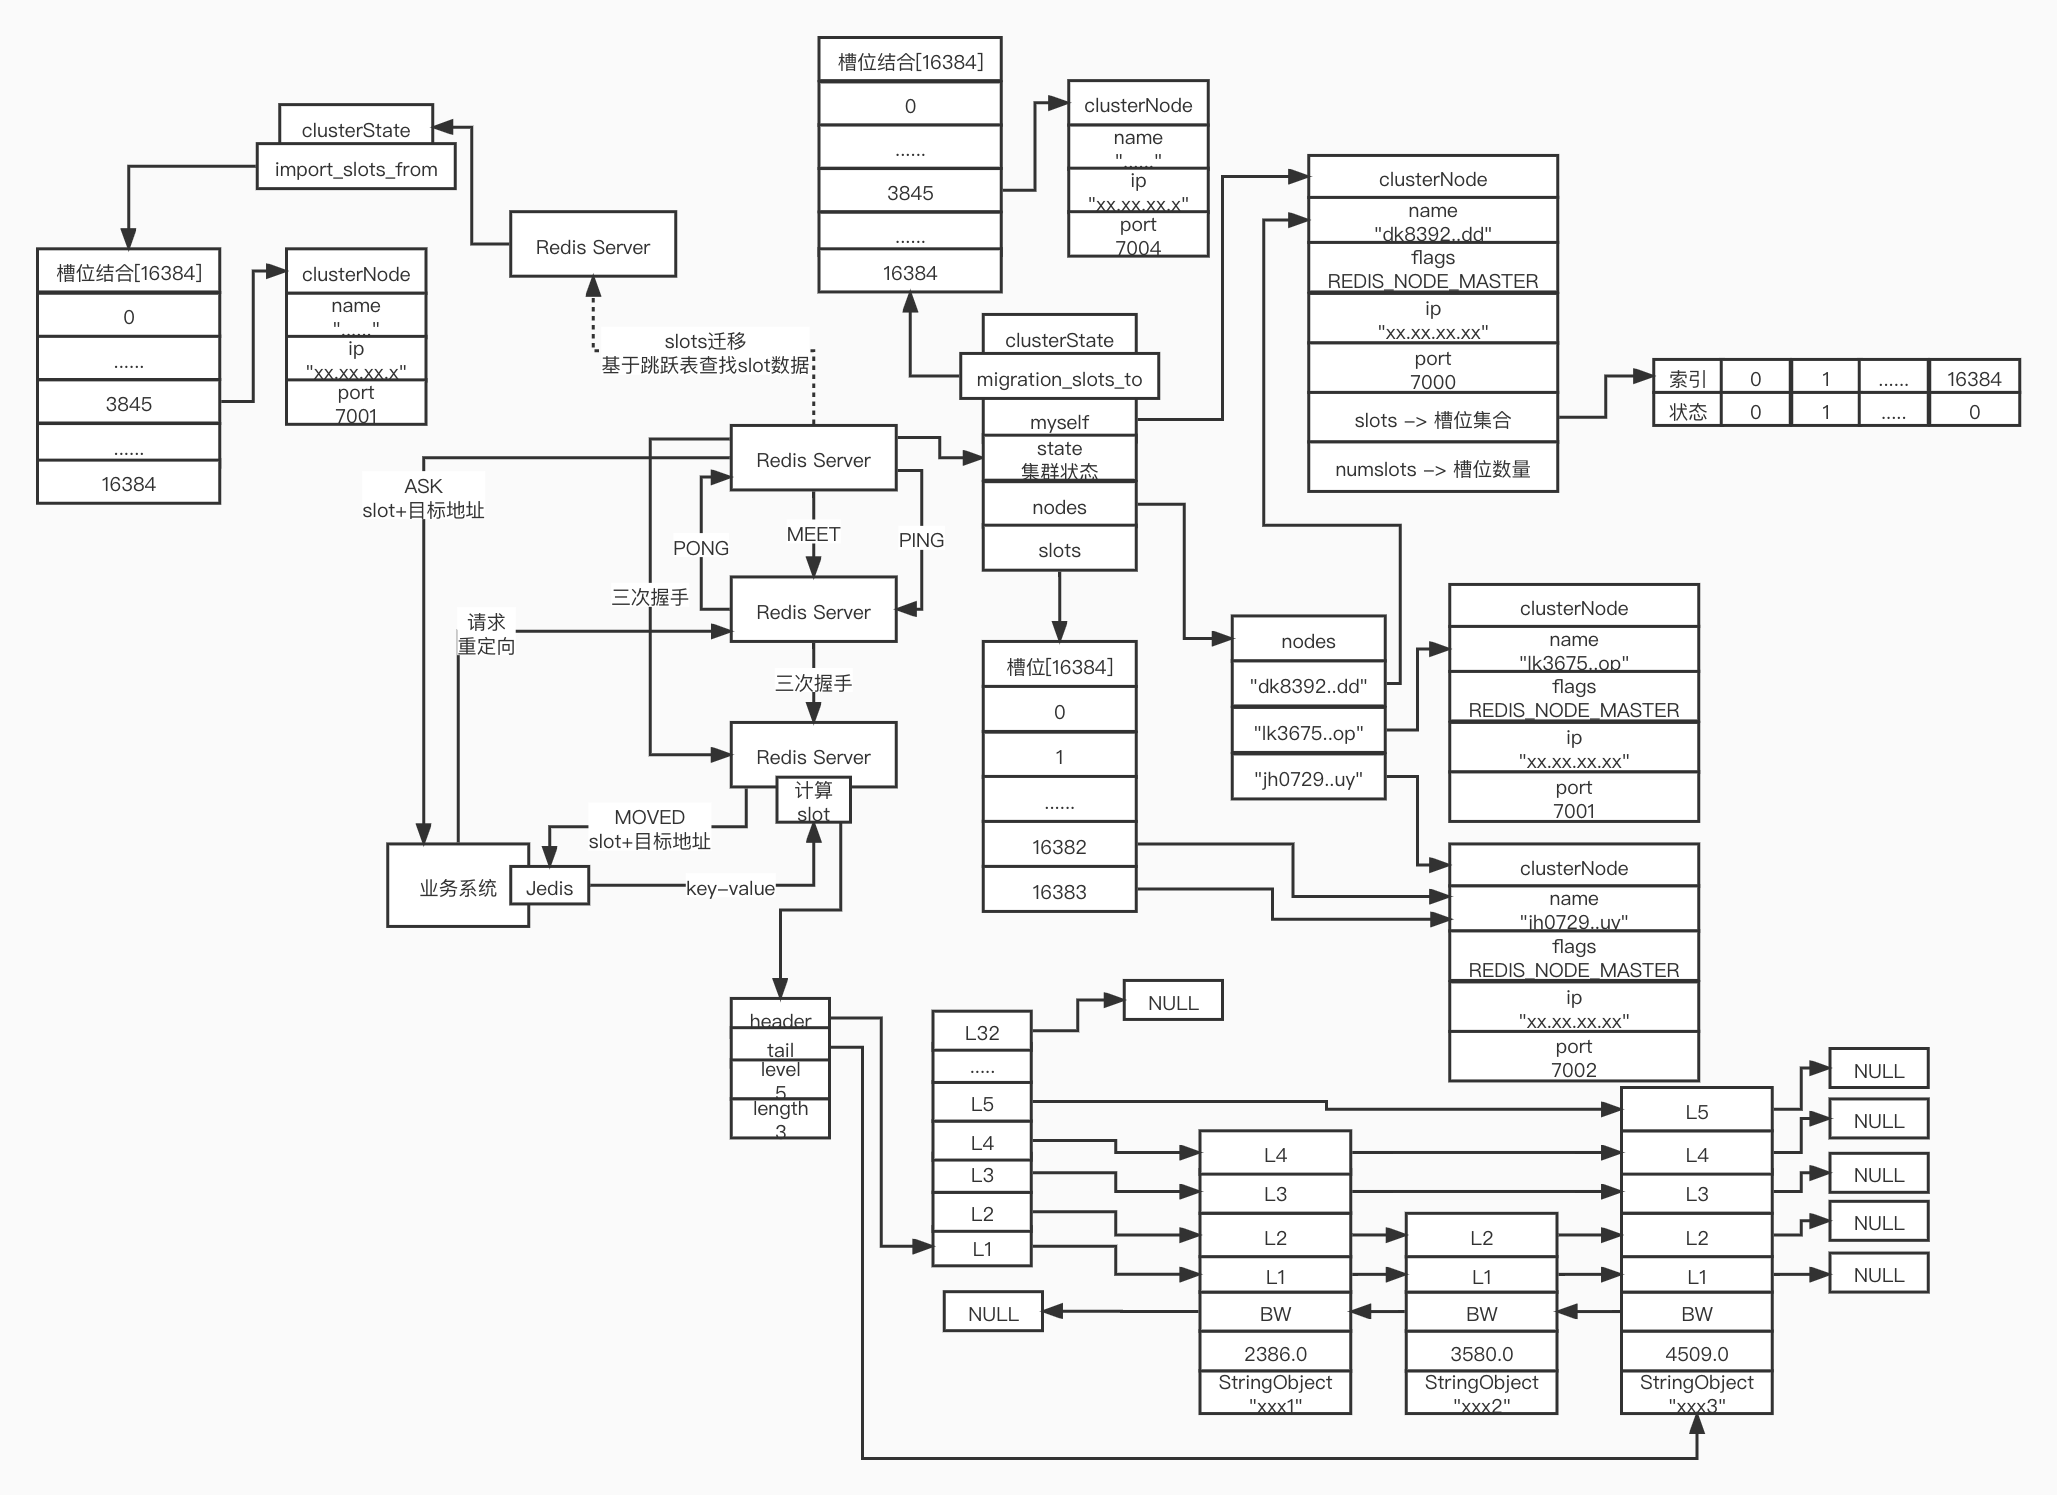 槽位结合[16384]
0
......
3845
......
16384
clusterNode
name
"......"
ip
"xx.xx.xx.x"
port
7004
clusterState
import_slots_from
Redis Server
槽位结合[16384]
0
......
3845
......
16384
clusterNode
name
"......"
ip
"xx.xx.xx.x"
port
7001
slots迁移
基于跳跃表查找slot数据
clusterState
migration_slots_to
myself
state
集群状态
nodes
slots
clusterNode
name
"dk8392..dd"
flags
REDIS_NODE_MASTER
ip
"xx.xx.xx.xx"
port
7000
slots -> 槽位集合
numslots -> 槽位数量
索引 0 1 ...... 16384
状态 0 1 ..... 0
Redis Server
ASK
slot+目标地址
PONG
MEET
PING
三次握手
Redis Server
请求
重定向
三次握手
Redis Server
计算
slot
MOVED
slot+目标地址
业务系统
Jedis
key-value
槽位[16384]
0
1
......
16382
16383
nodes
"dk8392..dd"
"lk3675..op"
"jh0729..uy"
clusterNode
name
"lk3675..op"
flags
REDIS_NODE_MASTER
ip
"xx.xx.xx.xx"
port
7001
clusterNode
name
"jh0729..uy"
flags
REDIS_NODE_MASTER
ip
"xx.xx.xx.xx"
port
7002
header
tail
level
5
length
3
L32
.....
L5
L4
L3
L2
L1
NULL
NULL
L4
L3
L2
L1
BW
2386.0
StringObject
"xxx1"
L2
L1
BW
3580.0
StringObject
"xxx2"
L5
L4
L3
L2
L1
BW
4509.0
StringObject
"xxx3"
NULL
NULL
NULL
NULL
NULL